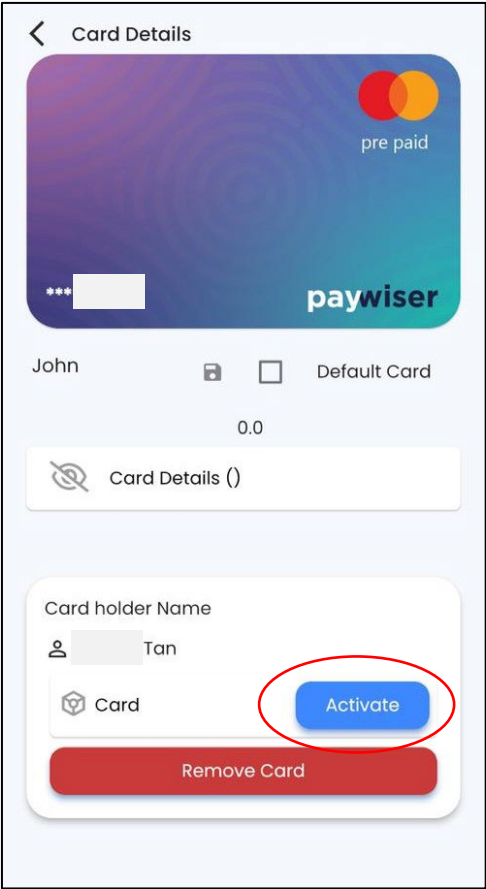 Card Details
pre paid
***
paywiser
John
Default Card
0.0
Card Details ()
Card holder Name
Tan
Card
Activate
Remove Card